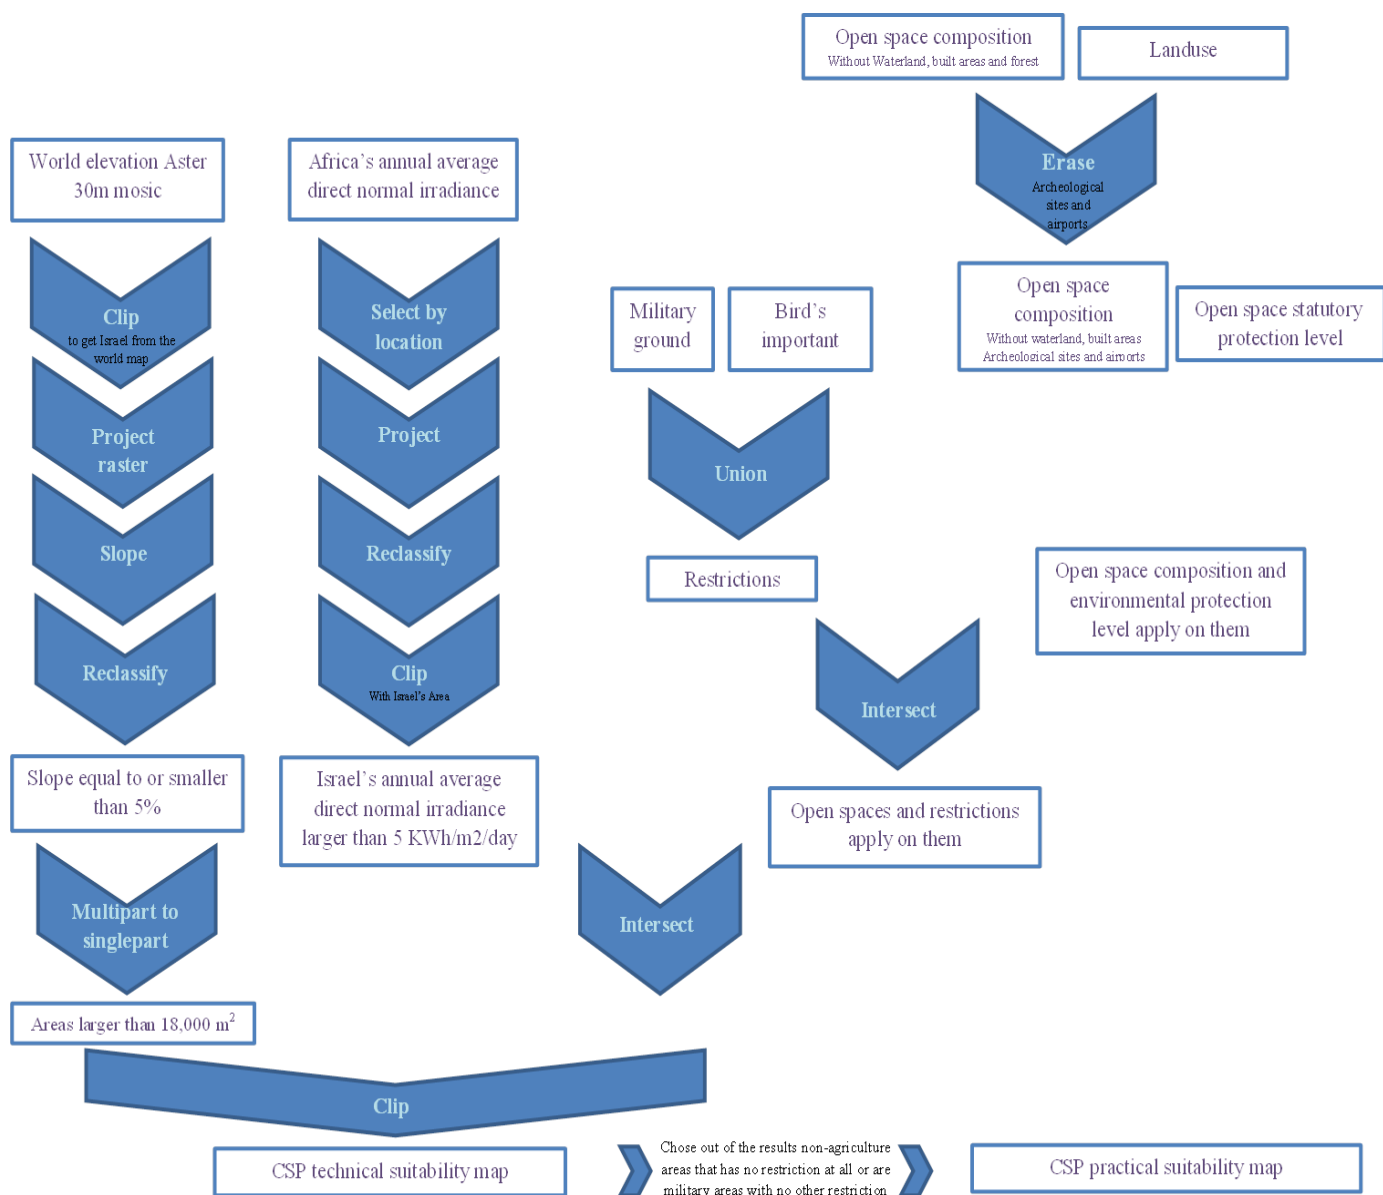 Open space composition
Without Waterland, built areas and forest
Landuse
Erase
Archeological
sites and
airports
World elevation Aster
30m mosic
Africa's annual average
direct normal irradiance
Clip
to get Israel from the
world map
Select by
location
Military
ground
Bird's
important
Open space
composition
Without waterland, built areas
Archeological sites and airports
Open space statutory
protection level
Project
raster
Project
Union
Slope
Reclassify
Restrictions
Open space composition and
environmental protection
level apply on them
Reclassify
Clip
With Israel's Area
Intersect
Slope equal to or smaller
than 5%
Israel's annual average
direct normal irradiance
larger than 5 KWh/m2/day
Open spaces and restrictions
apply on them
Multipart to
singlepart
Intersect
Areas larger than 18,000 m²
Clip
CSP technical suitability map
Chose out of the results non-agriculture
areas that has no restriction at all or are
military areas with no other restriction
CSP practical suitability map